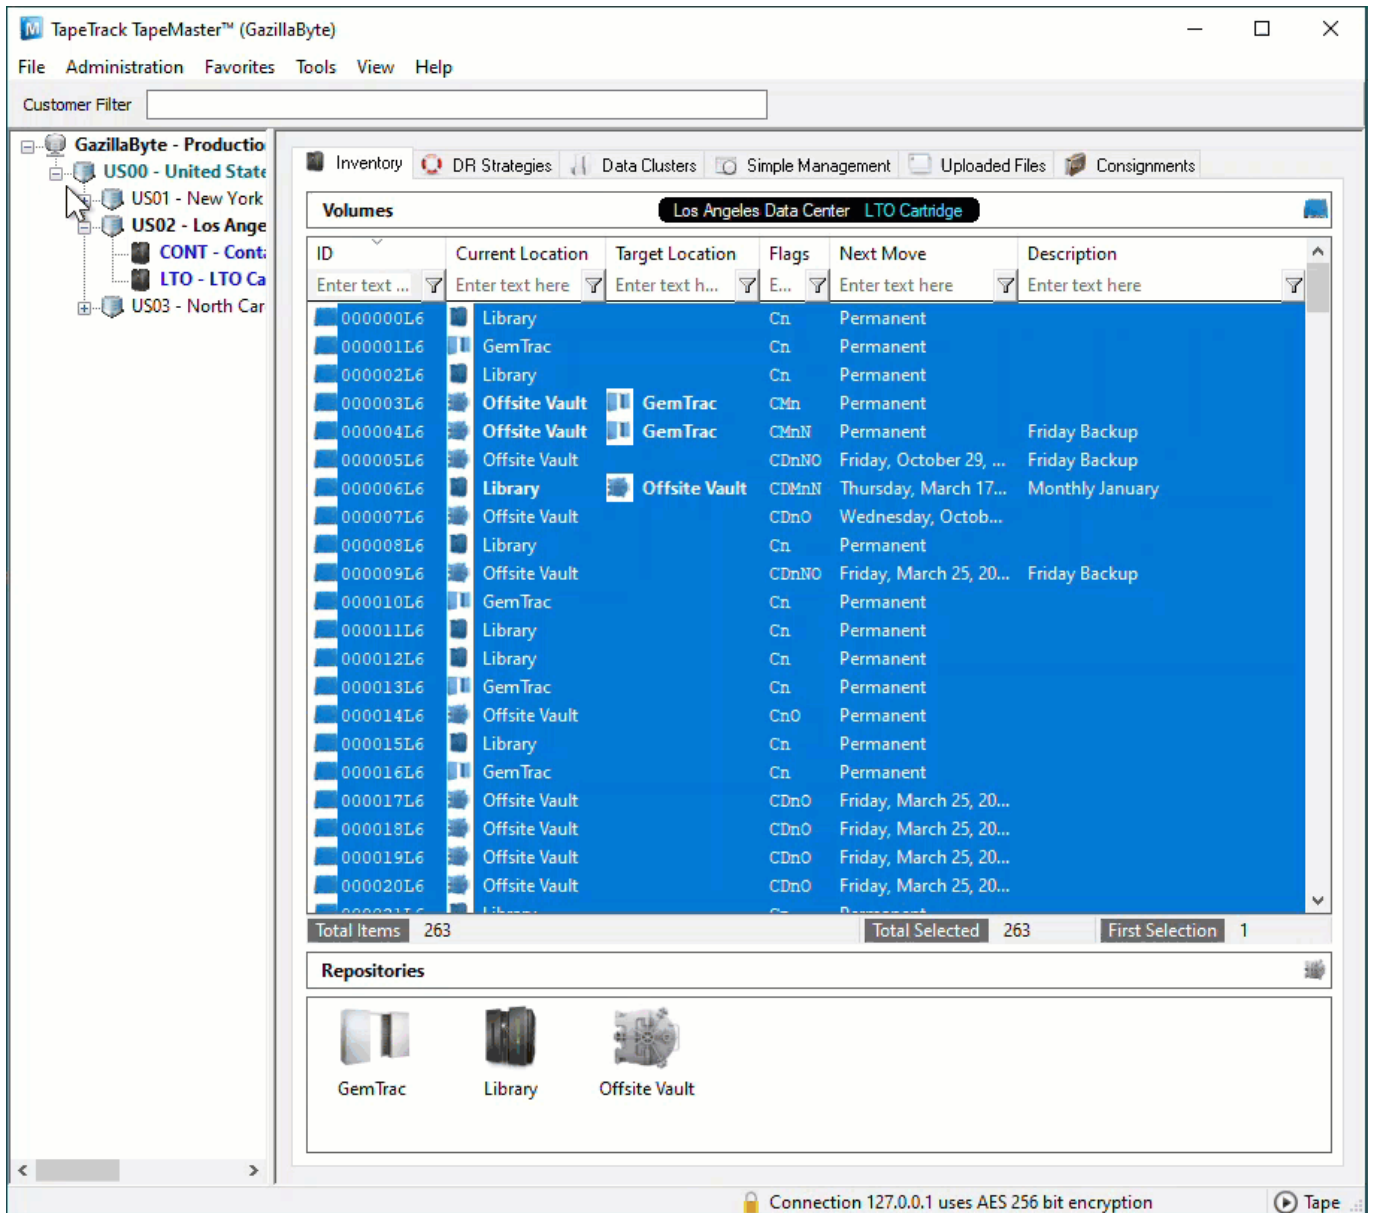 TapeTrack TapeMaster™ (GazillaByte)
File Administration Favorites Tools View Help
Customer Filter
GazillaByte - Productio
US00 - United State
US01 - New York
US02 - Los Ange
CONT - Conta
LTO - LTO Ca
US03 - North Car
Inventory DR Strategies Data Clusters Simple Management Uploaded Files Consignments
Volumes Los Angeles Data Center LTO Cartridge
ID Current Location Target Location Flags Next Move Description
Enter text ... Enter text here Enter text h... E... Enter text here Enter text here
000000L6 Library Cn Permanent
000001L6 GemTrac Cn Permanent
000002L6 Library Cn Permanent
000003L6 Offsite Vault GemTrac CMn Permanent
000004L6 Offsite Vault GemTrac CMnN Permanent Friday Backup
000005L6 Offsite Vault CDnNO Friday, October 29, ... Friday Backup
000006L6 Library Offsite Vault CDMnN Thursday, March 17... Monthly January
000007L6 Offsite Vault CDnO Wednesday, Octob...
000008L6 Library Cn Permanent
000009L6 Offsite Vault CDnNO Friday, March 25, 20... Friday Backup
000010L6 GemTrac Cn Permanent
000011L6 Library Cn Permanent
000012L6 Library Cn Permanent
000013L6 GemTrac Cn Permanent
000014L6 Offsite Vault CnO Permanent
000015L6 Library Cn Permanent
000016L6 GemTrac Cn Permanent
000017L6 Offsite Vault CDnO Friday, March 25, 20...
000018L6 Offsite Vault CDnO Friday, March 25, 20...
000019L6 Offsite Vault CDnO Friday, March 25, 20...
000020L6 Offsite Vault CDnO Friday, March 25, 20...
Total Items 263 Total Selected 263 First Selection 1
Repositories
GemTrac Library Offsite Vault
Connection 127.0.0.1 uses AES 256 bit encryption Tape